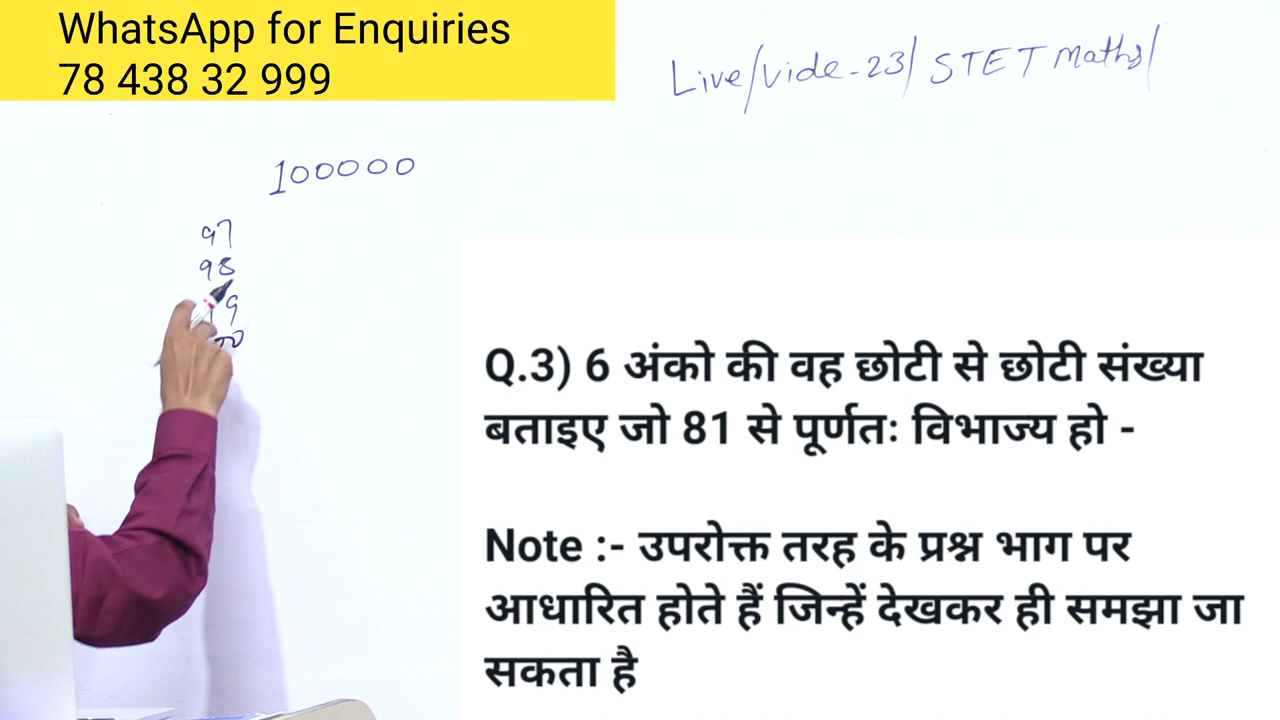 WhatsApp for Enquiries
78 438 32 999
Live/Vide-23/ STET Maths/
100000
97
98
Q.3) 6 अंको की वह छोटी से छोटी संख्या
बताइए जो 81 से पूर्णतः विभाज्य हो -
Note :- उपरोक्त तरह के प्रश्न भाग पर
आधारित होते हैं जिन्हें देखकर ही समझा जा
सकता है